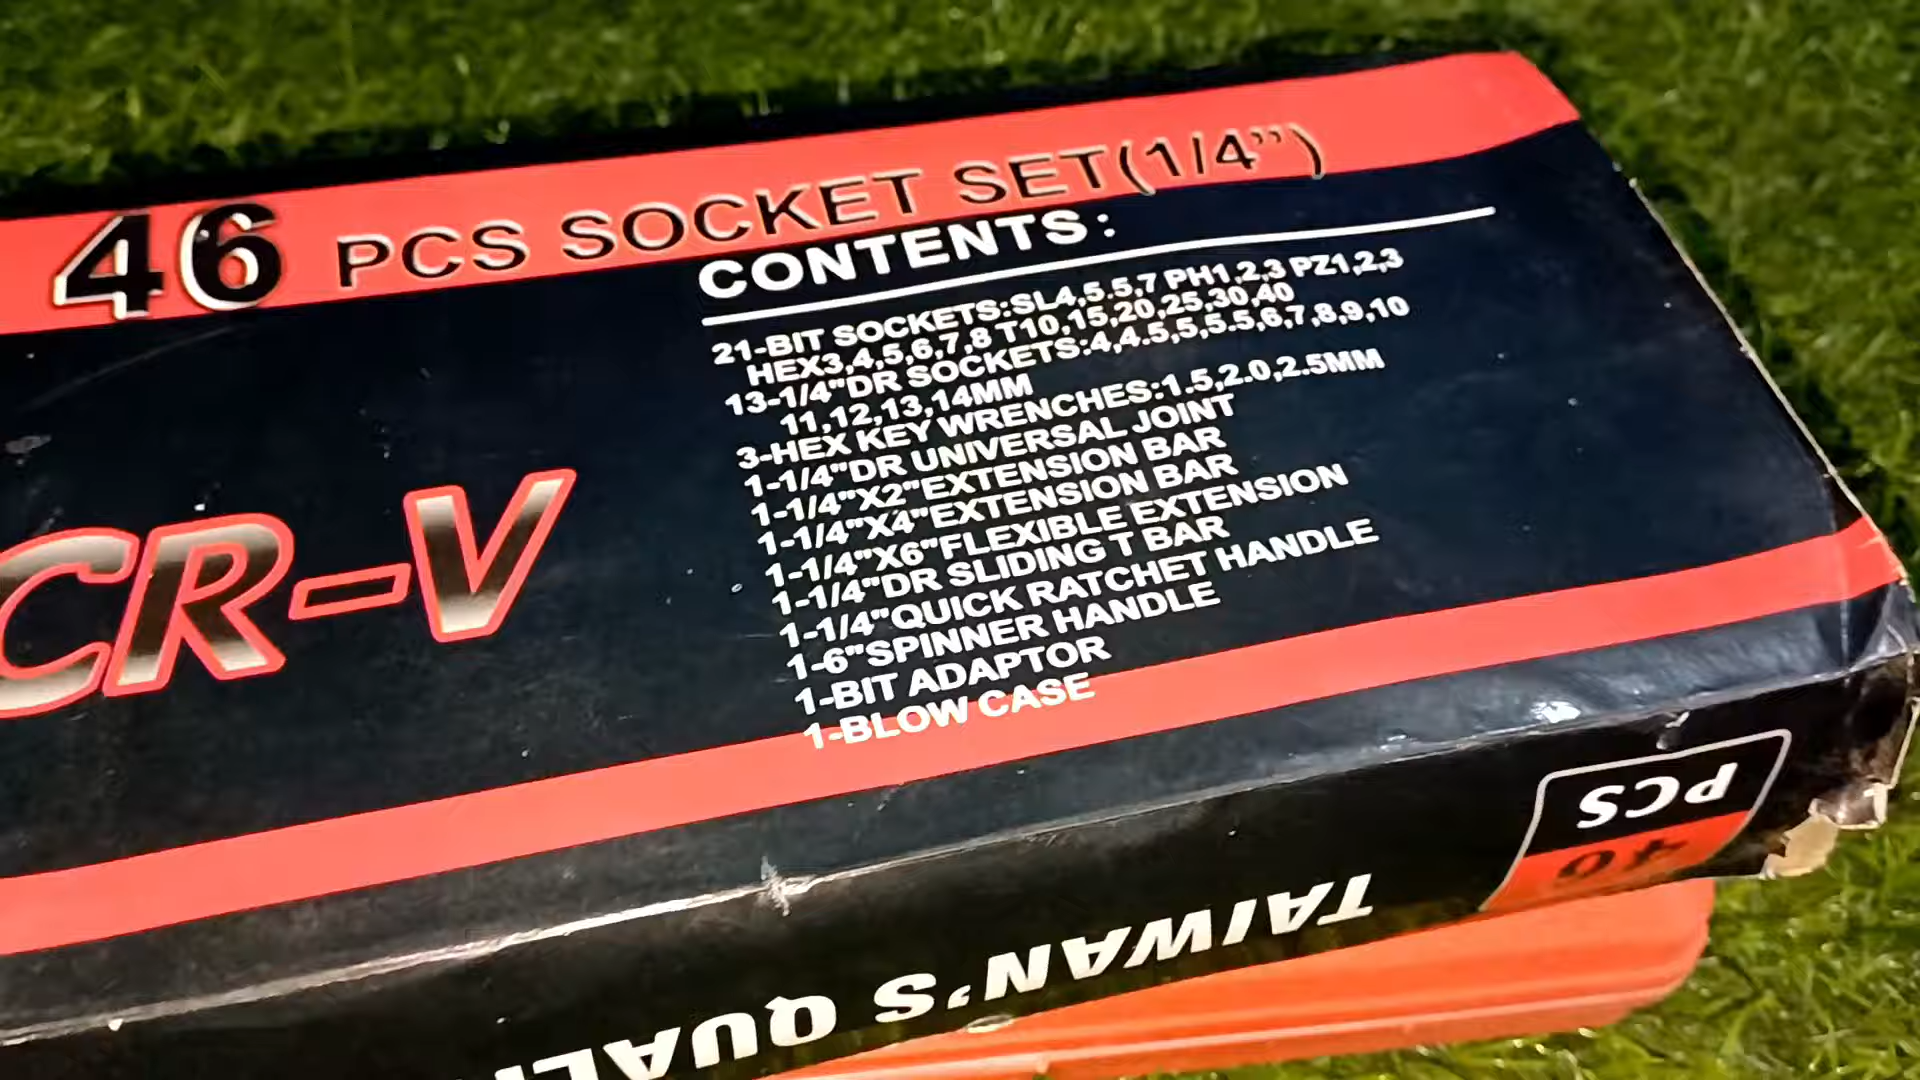 46 PCS SOCKET SET(1/4")
CONTENTS:
21-BIT SOCKETS:SL4,5.5,7 PH1,2,3 PZ1,2,3
HEX3,4,5,6,7,8 T10,15,20,25,30,40
13-1/4"DR SOCKETS:4,4.5,5,5.5,6,7,8,9,10
11,12,13,14MM
3-HEX KEY WRENCHES:1.5,2.0,2.5MM
1-1/4"DR UNIVERSAL JOINT
1-1/4"X2"EXTENSION BAR
1-1/4"X4"EXTENSION BAR
1-1/4"X6"FLEXIBLE EXTENSION
1-1/4"DR SLIDING T BAR
1-1/4"QUICK RATCHET HANDLE
1-6"SPINNER HANDLE
1-BIT ADAPTOR
1-BLOW CASE
CR-V
PCS
TAIWAN'S